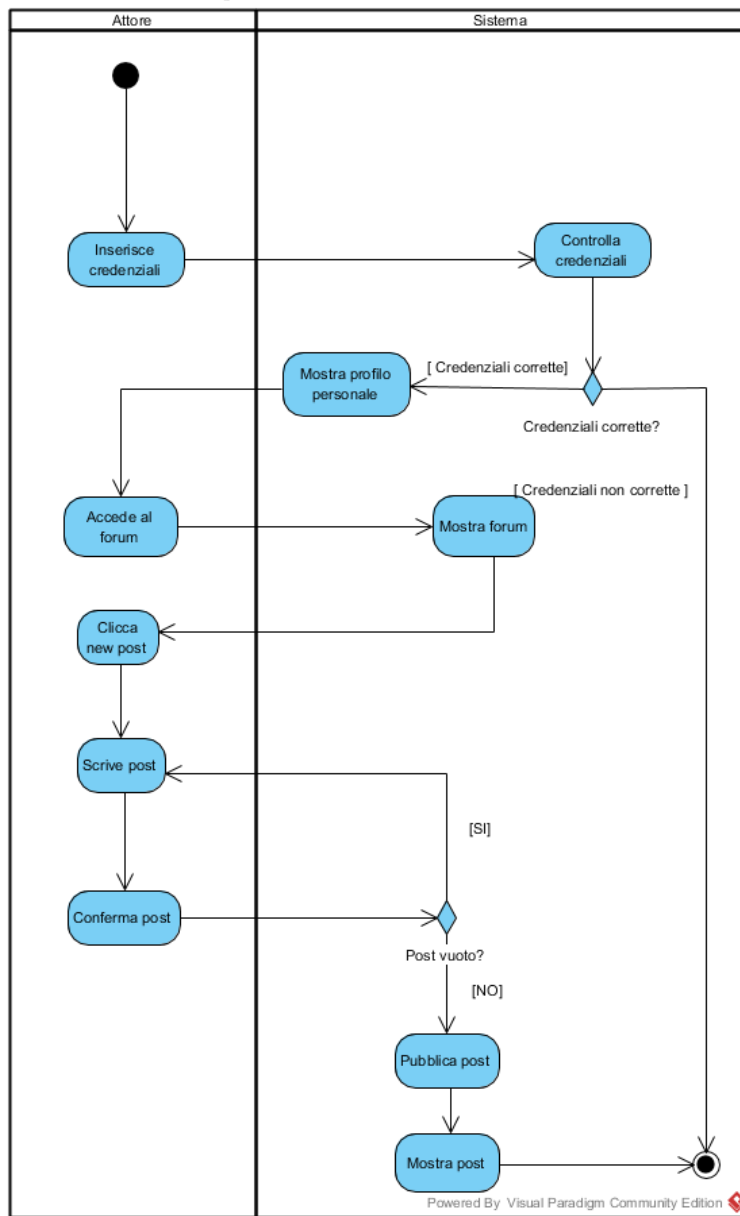 Attore
Sistema
Inserisce
credenziali
Controlla
credenziali
[ Credenziali corrette]
Mostra profilo
personale
Credenziali corrette?
[ Credenziali non corrette ]
Accede al
forum
Mostra forum
Clicca
new post
Scrive post
[SI]
Conferma post
Post vuoto?
[NO]
Pubblica post
Mostra post
Powered By Visual Paradigm Community Edition